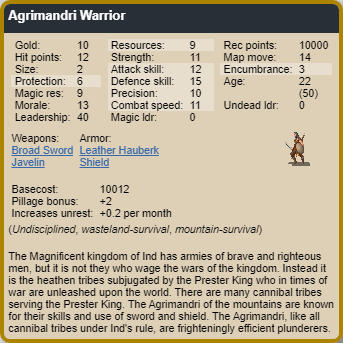 Agrimandri Warrior
Gold: 10 Resources: 9 Rec points: 10000
Hit points: 12 Strength: 11 Map move: 14
Size: 2 Attack skill: 12 Encumbrance: 3
Protection: 6 Defence skill: 15 Age: 22
Magic res: 9 Precision: 10 (50)
Morale: 13 Combat speed: 11 Undead ldr: 0
Leadership: 40 Magic ldr: 0
Weapons: Armor:
Broad Sword Leather Hauberk
Javelin Shield
Basecost: 10012
Pillage bonus: +2
Increases unrest: +0.2 per month
(Undisciplined, wasteland-survival, mountain-survival)
The Magnificent kingdom of Ind has armies of brave and righteous
men, but it is not they who wage the wars of the kingdom. Instead it
is the heathen tribes subjugated by the Prester King who in times of
war are unleashed upon the world. There are many cannibal tribes
serving the Prester King. The Agrimandri of the mountains are known
for their skills and use of sword and shield. The Agrimandri, like all
cannibal tribes under Ind's rule, are frighteningly efficient plunderers.